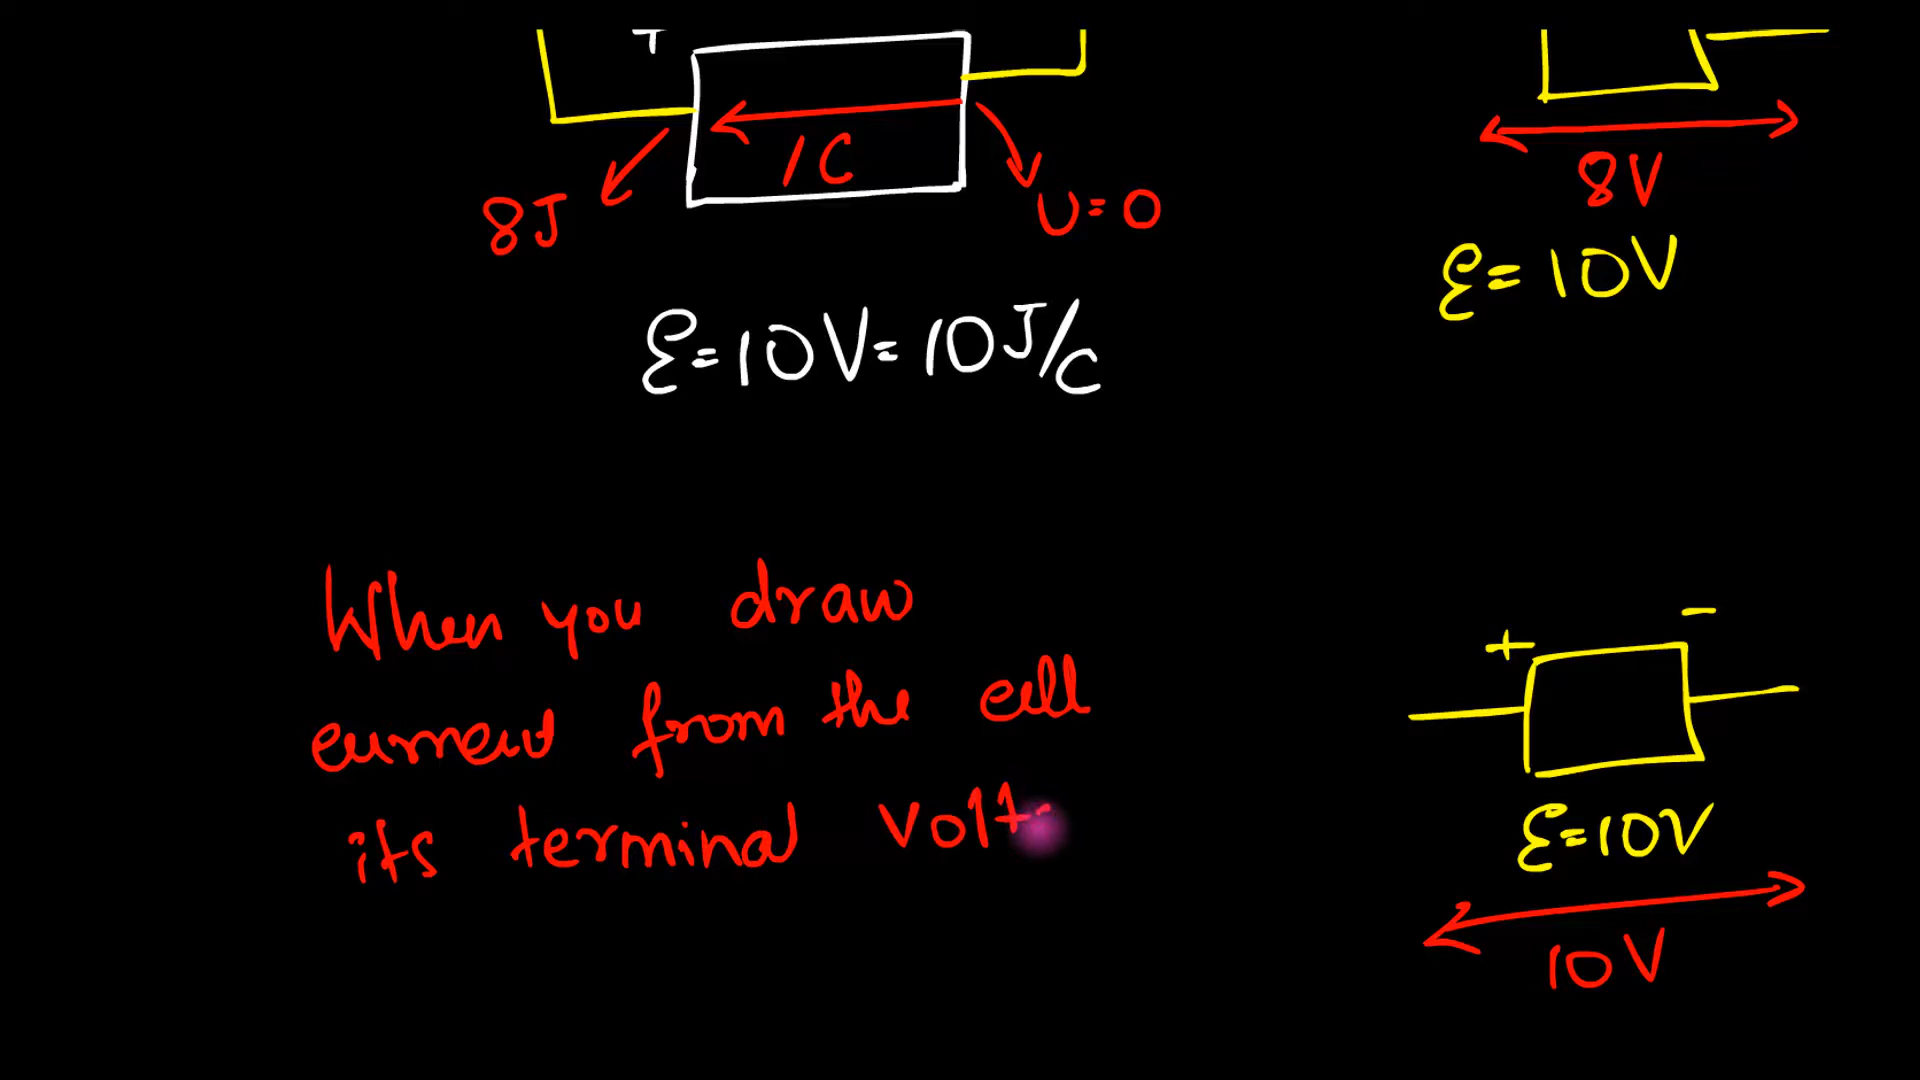 +
1C
8J
U=0
ℰ=10V=10J/C
8V
ℰ=10V
When you draw
current from the cell
its terminal volt
+ -
ℰ=10V
10V